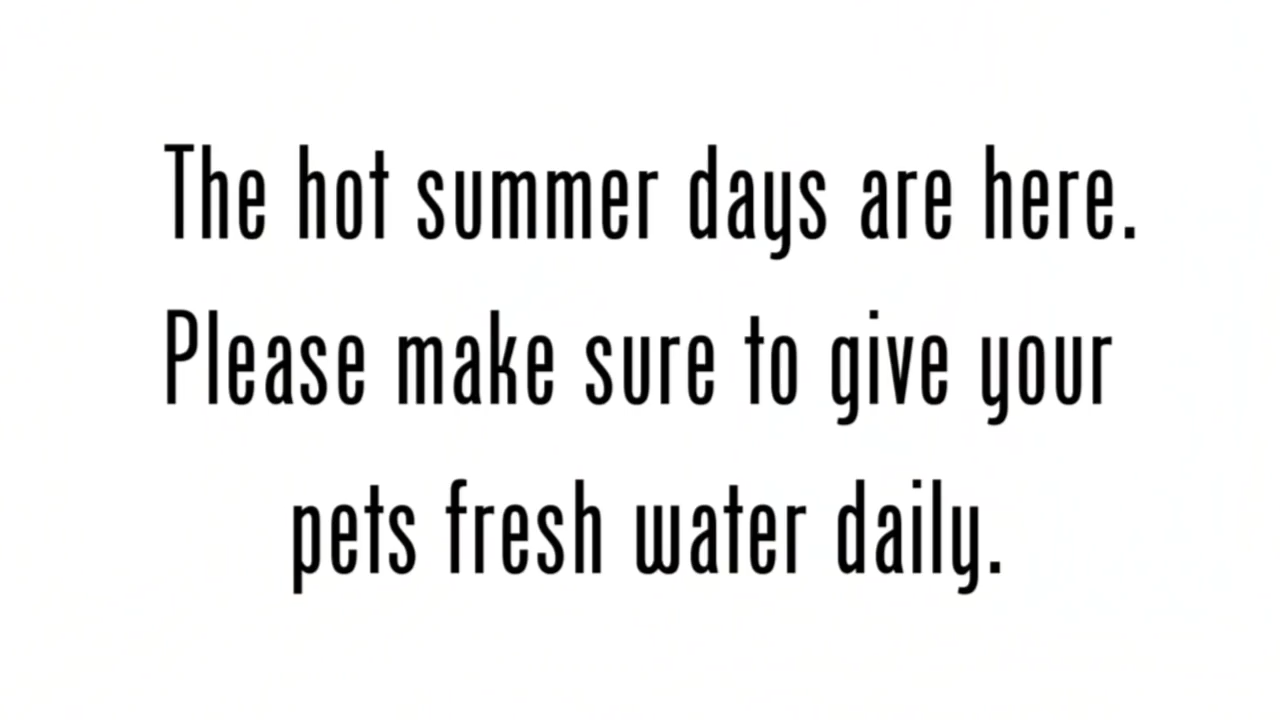 The hot summer days are here.
Please make sure to give your
pets fresh water daily.